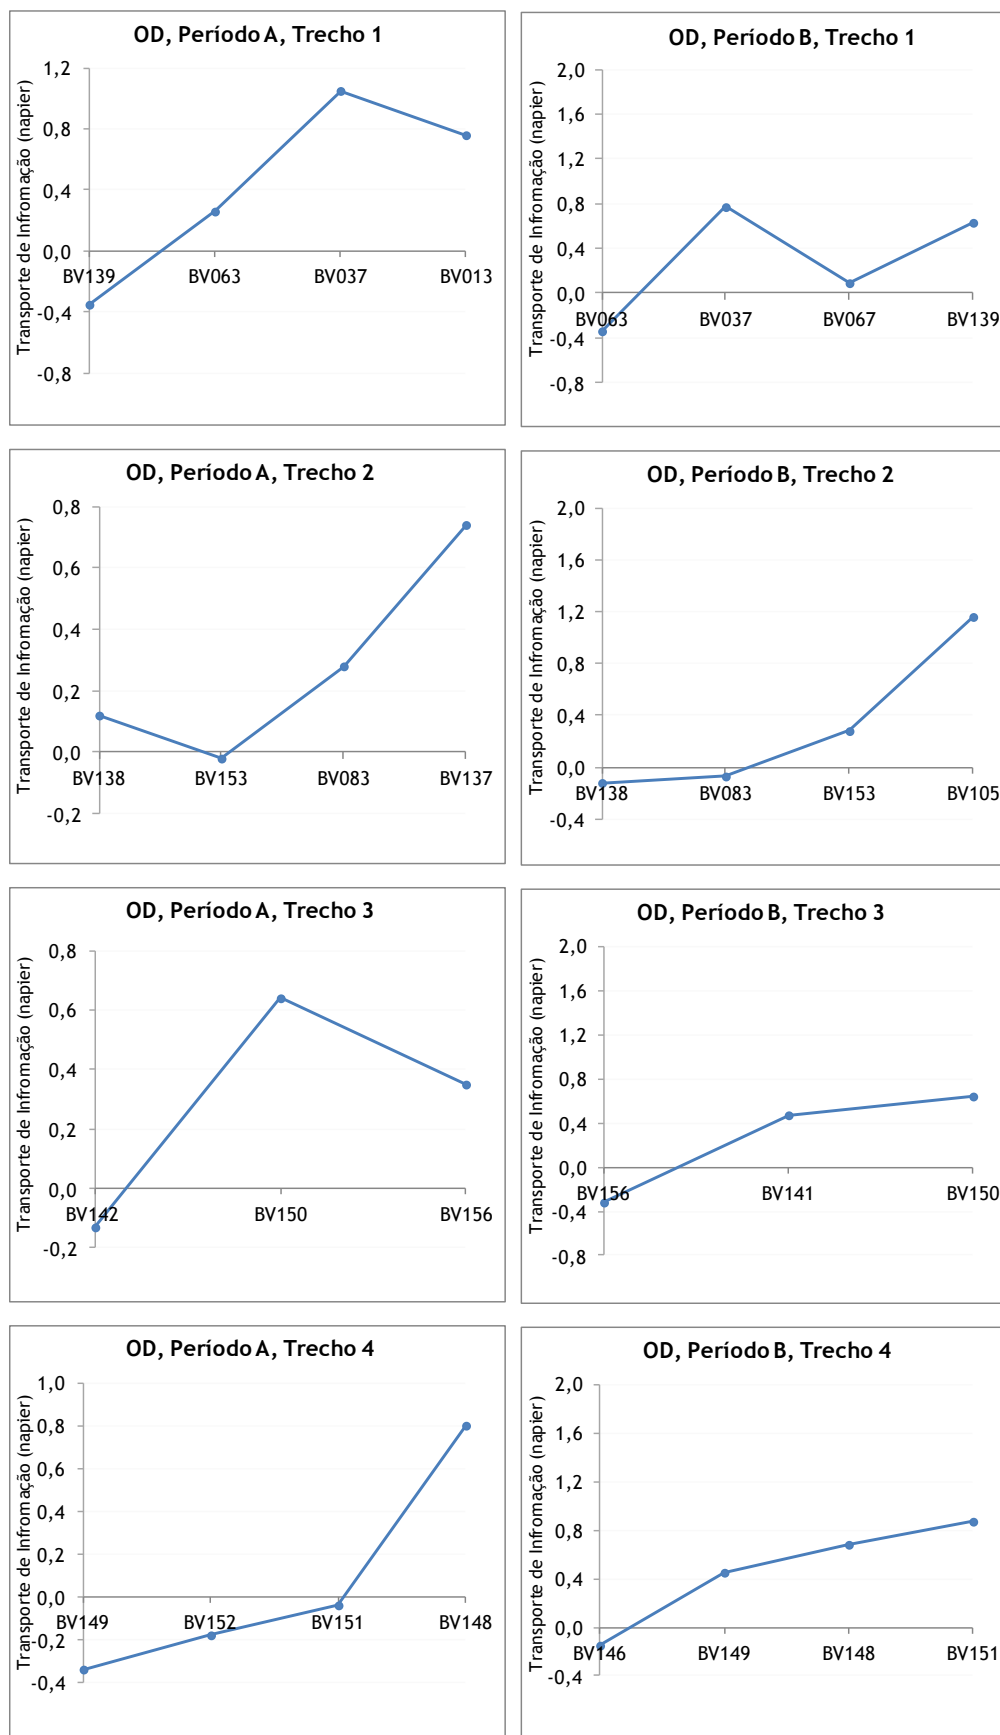 OD, Período A, Trecho 1
Transporte de Infromação (napier)
1,2
0,8
0,4
0,0
-0,4
-0,8
BV139 BV063 BV037 BV013
OD, Período B, Trecho 1
Transporte de Infromação (napier)
2,0
1,6
1,2
0,8
0,4
0,0
-0,4
-0,8
BV063 BV037 BV067 BV139
OD, Período A, Trecho 2
Transporte de Infromação (napier)
0,8
0,6
0,4
0,2
0,0
-0,2
BV138 BV153 BV083 BV137
OD, Período B, Trecho 2
Transporte de Infromação (napier)
2,0
1,6
1,2
0,8
0,4
0,0
-0,4
BV138 BV083 BV153 BV105
OD, Período A, Trecho 3
Transporte de Infromação (napier)
0,8
0,6
0,4
0,2
0,0
-0,2
BV142 BV150 BV156
OD, Período B, Trecho 3
Transporte de Infromação (napier)
2,0
1,6
1,2
0,8
0,4
0,0
-0,4
-0,8
BV156 BV141 BV150
OD, Período A, Trecho 4
Transporte de Infromação (napier)
1,0
0,8
0,6
0,4
0,2
0,0
-0,2
-0,4
BV149 BV152 BV151 BV148
OD, Período B, Trecho 4
Transporte de Infromação (napier)
2,0
1,6
1,2
0,8
0,4
0,0
-0,4
BV146 BV149 BV148 BV151